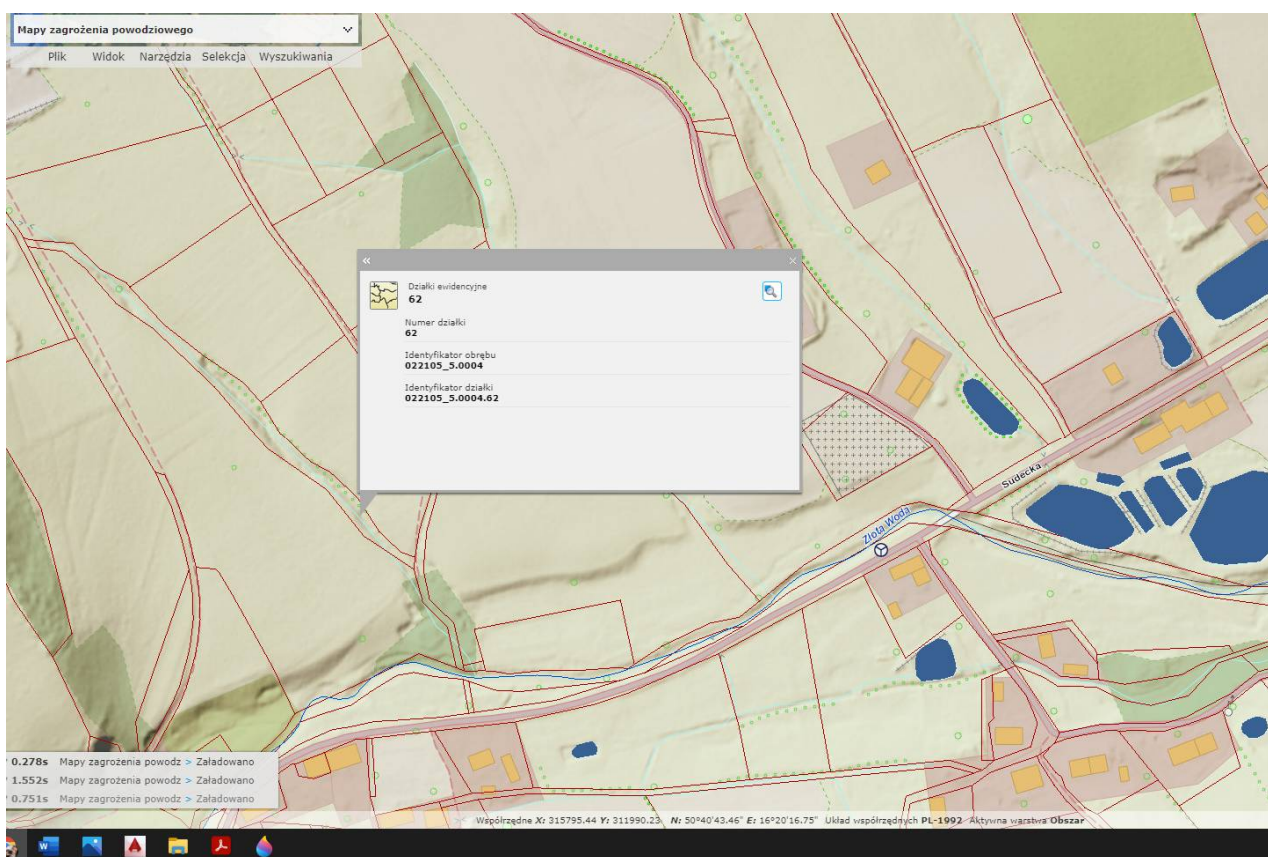 Mapy zagrożenia powodziowego
Plik Widok Narzędzia Selekcja Wyszukiwania
«
×
Działki ewidencyjne
62
Numer działki
62
Identyfikator obrębu
022105_5.0004
Identyfikator działki
022105_5.0004.62
Sudecka
Złota Woda
0.278s Mapy zagrożenia powodz > Załadowano
1.552s Mapy zagrożenia powodz > Załadowano
0.751s Mapy zagrożenia powodz > Załadowano
Współrzędne X: 315795.44 Y: 311990.23 N: 50°40'43.46" E: 16°20'16.75" Układ współrzędnych PL-1992 Aktywna warstwa Obszar